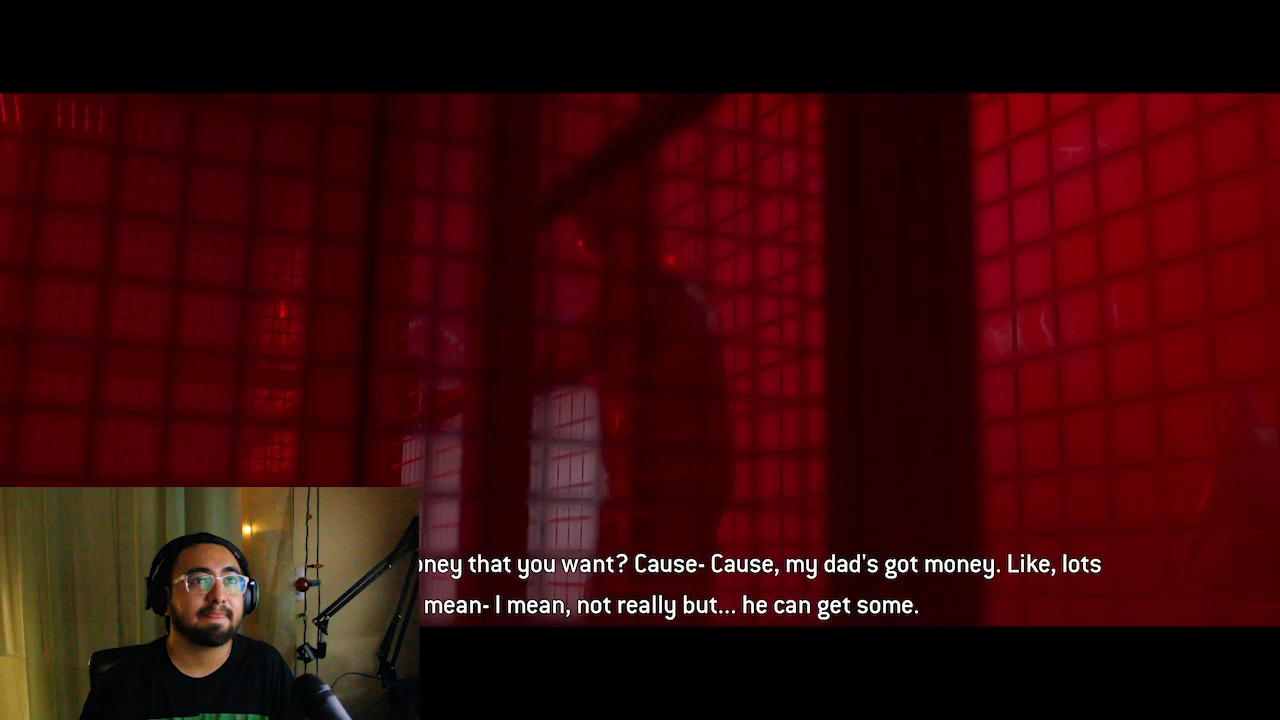 that you want? Cause- Cause, my dad's got money. Like, lots
mean- I mean, not really but... he can get some.